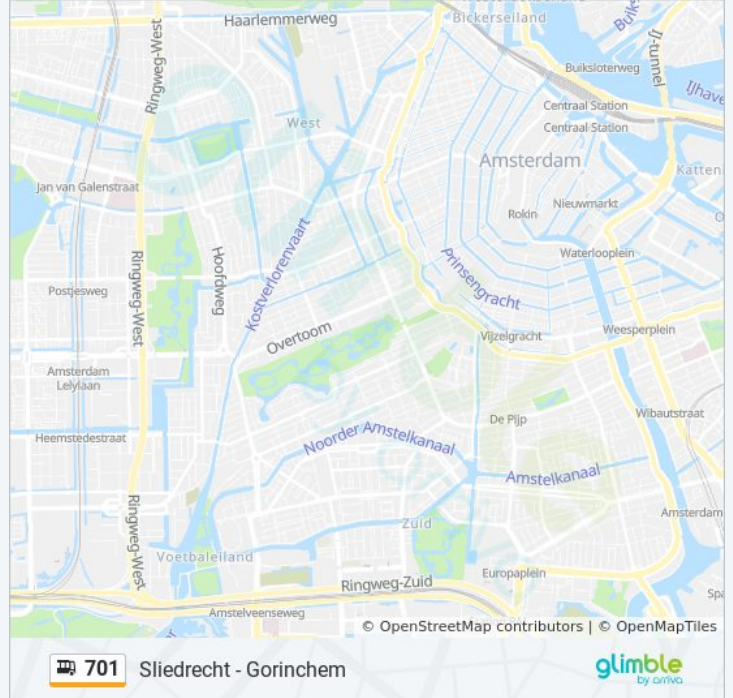 Haarlemmerweg
Bickerseiland
Buiks
IJ-tunnel
Ringweg-West
Buiksloterweg
IJhave
Centraal Station
Centraal Station
West
Amsterdam
Katten
Jan van Galenstraat
Nieuwmarkt
Rokin
O
Kostverlorenvaart
Hoofdweg
Waterlooplein
Prinsengracht
Ringweg-West
Postjesweg
Overtoom
Vijzelgracht
Weesperplein
Amsterdam
Lelylaan
De Pijp
Wibautstraat
Heemstedestraat
Noorder Amstelkanaal
Amstelkanaal
Ringweg-West
Amsterdam
Zuid
Voetbaleiland
Europaplein
Ringweg-Zuid
Spa
Amstelveenseweg
er
© OpenStreetMap contributors | © OpenMapTiles
701 Sliedrecht - Gorinchem
glimble
by arriva